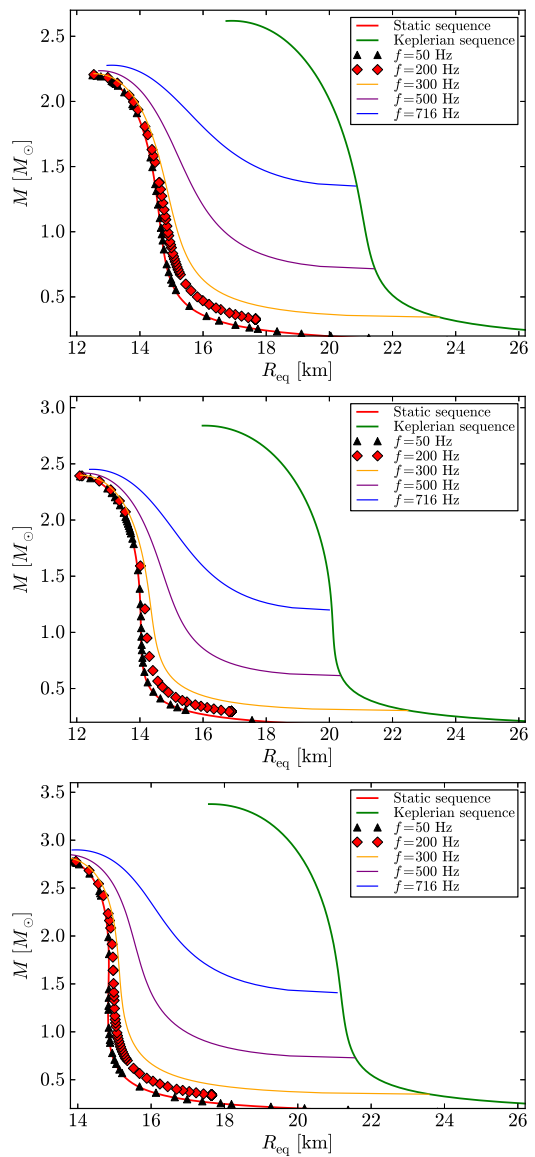 M [M⊙]
2.5
2.0
1.5
1.0
0.5
Static sequence
Keplerian sequence
f=50 Hz
f=200 Hz
f=300 Hz
f=500 Hz
f=716 Hz
12 14 16 18 20 22 24 26
Req [km]
M [M⊙]
3.0
2.5
2.0
1.5
1.0
0.5
Static sequence
Keplerian sequence
f=50 Hz
f=200 Hz
f=300 Hz
f=500 Hz
f=716 Hz
12 14 16 18 20 22 24 26
Req [km]
M [M⊙]
3.5
3.0
2.5
2.0
1.5
1.0
0.5
Static sequence
Keplerian sequence
f=50 Hz
f=200 Hz
f=300 Hz
f=500 Hz
f=716 Hz
14 16 18 20 22 24 26
Req [km]